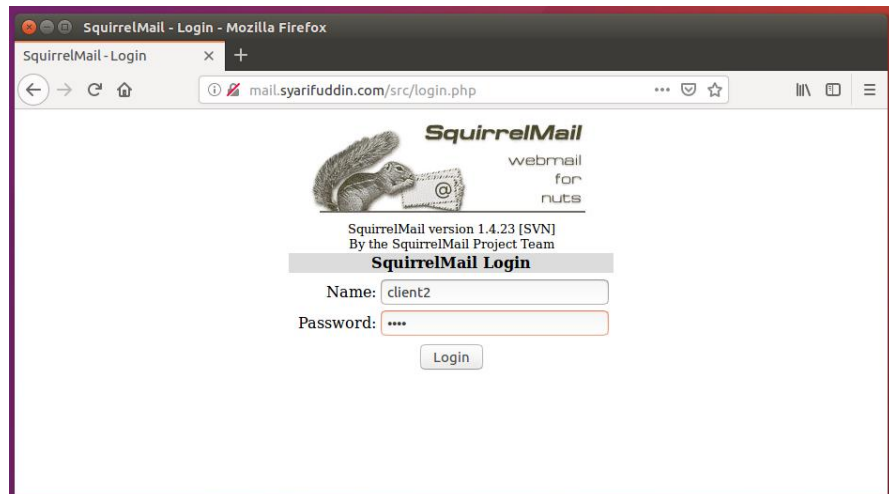 SquirrelMail - Login - Mozilla Firefox
SquirrelMail - Login
mail.syarifuddin.com/src/login.php
SquirrelMail
webmail
for
nuts
@
SquirrelMail version 1.4.23 [SVN]
By the SquirrelMail Project Team
SquirrelMail Login
Name: client2
Password: ••••
Login